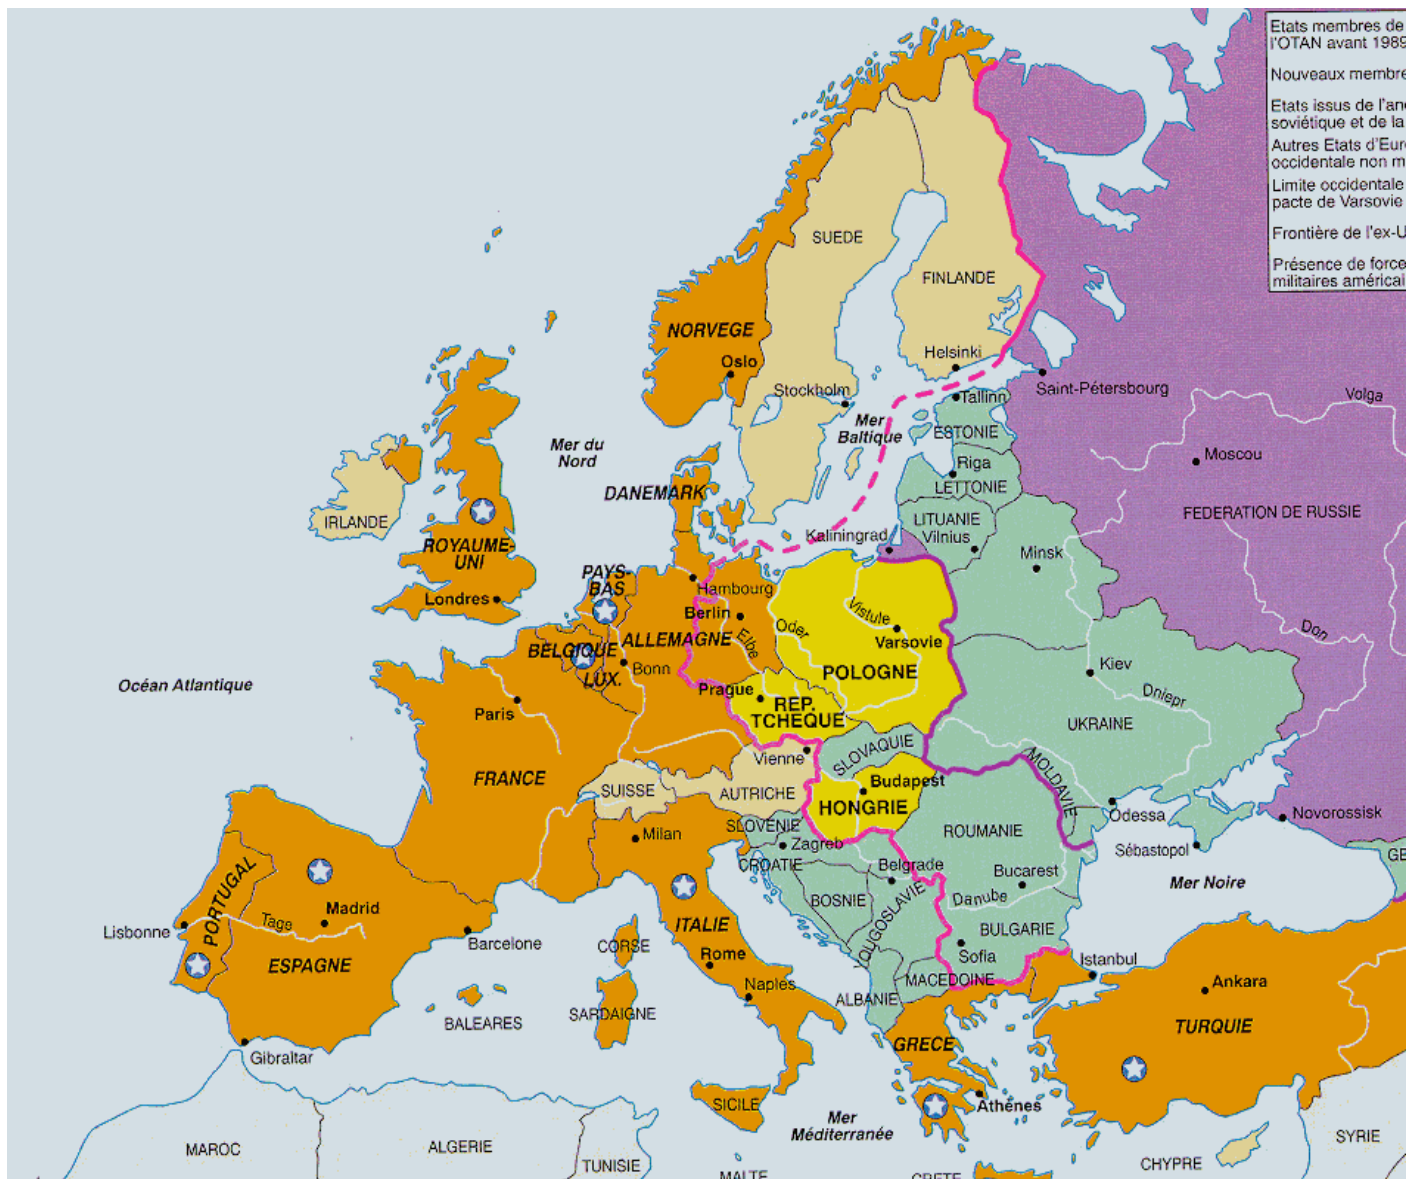 Etats membres de
l'OTAN avant 1989
Nouveaux membre
Etats issus de l'an
soviétique et de la
Autres Etats d'Eur
occidentale non m
Limite occidentale
pacte de Varsovie
Frontière de l'ex-U
Présence de force
militaires américai
SUEDE
FINLANDE
NORVEGE
Oslo
Helsinki
Stockholm
Tallinn
Saint-Pétersbourg
Volga
Mer
Baltique
ESTONIE
Mer du
Nord
Riga
Moscou
LETTONIE
DANEMARK
IRLANDE
LITUANIE
Vilnius
FEDERATION DE RUSSIE
Kaliningrad
ROYAUME-
UNI
Minsk
PAYS-
BAS
Hambourg
Londres
Berlin
Elbe
Oder
Vistule
Varsovie
Don
ALLEMAGNE
BELGIQUE
LUX.
Bonn
POLOGNE
Kiev
Dniepr
Océan Atlantique
Prague
REP.
TCHEQUE
Paris
UKRAINE
SLOVAQUIE
Vienne
MOLDAVIE
FRANCE
SUISSE
AUTRICHE
Budapest
HONGRIE
Odessa
Novorossisk
SLOVENIE
ROUMANIE
Milan
Zagreb
Sébastopol
GE
CROATIE
Belgrade
Bucarest
Mer Noire
PORTUGAL
Madrid
BOSNIE
Danube
YOUGOSLAVIE
Tage
Lisbonne
ITALIE
BULGARIE
Barcelone
CORSE
Rome
Sofia
Istanbul
ESPAGNE
MACEDOINE
Ankara
Naples
ALBANIE
BALEARES
SARDAIGNE
TURQUIE
GRECE
Gibraltar
SICILE
Athénes
Mer
Méditerranée
MAROC
ALGERIE
TUNISIE
SYRIE
CHYPRE
MALTE
CRETE